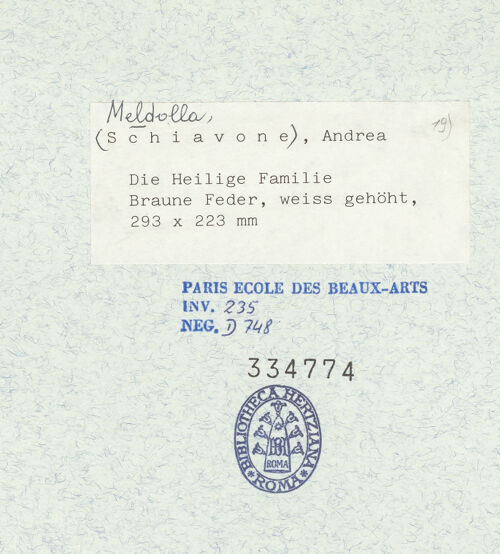 Meldolla,
(Schiavone), Andrea
19)
Die Heilige Familie
Braune Feder, weiss gehöht,
293 x 223 mm
PARIS ECOLE DES BEAUX-ARTS
INV. 235
NEG. D 748
334774
BIBLIOTHECA HERTZIANA
ROMA
ROMA